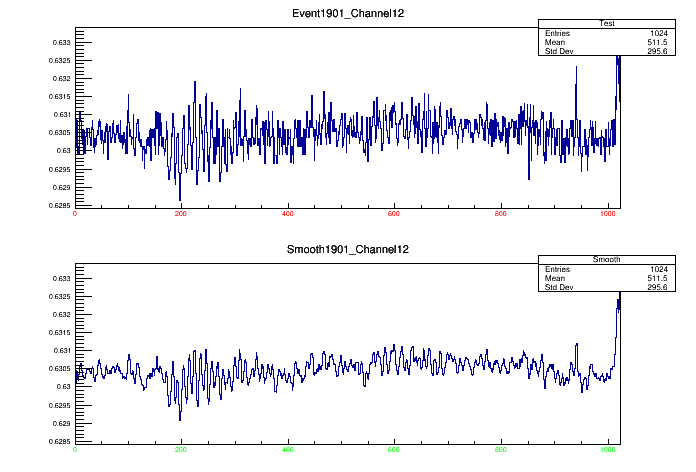 Event1901_Channel12
Test
Entries 1024
Mean 511.5
Std Dev 295.6
0.633
0.6325
0.632
0.6315
0.631
0.6305
0.63
0.6295
0.629
0.6285
0 200 400 600 800 1000
Smooth1901_Channel12
Smooth
Entries 1024
Mean 511.5
Std Dev 295.6
0.633
0.6325
0.632
0.6315
0.631
0.6305
0.63
0.6295
0.629
0.6285
0 200 400 600 800 1000